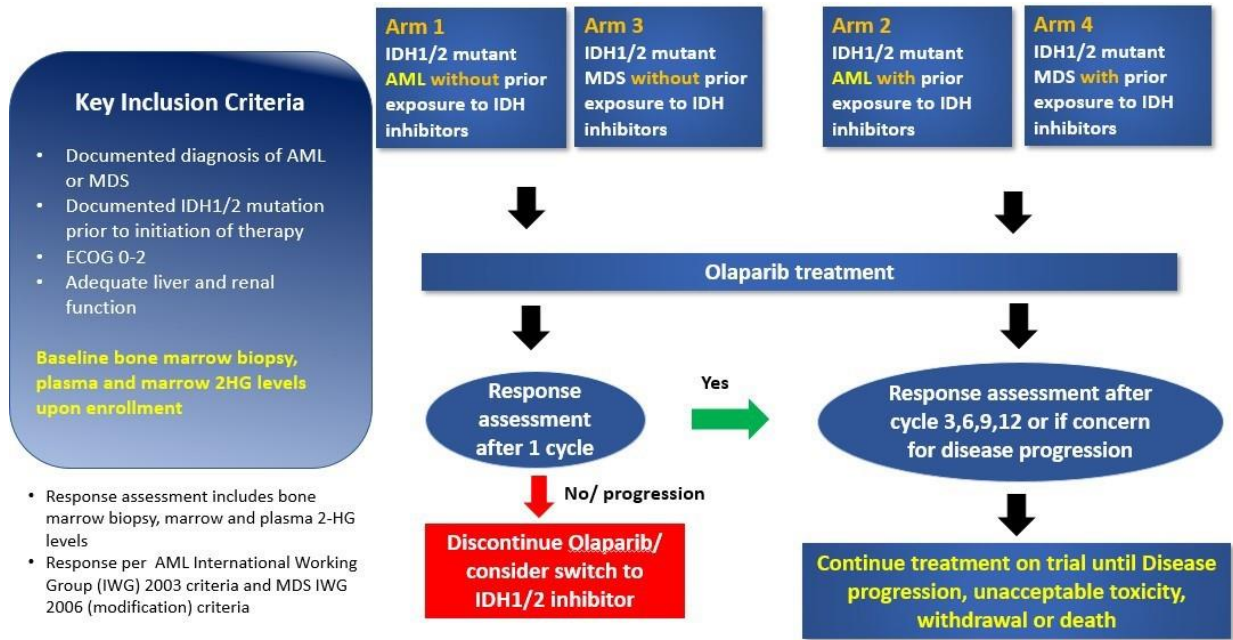 Key Inclusion Criteria
• Documented diagnosis of AML
or MDS
• Documented IDH1/2 mutation
prior to initiation of therapy
• ECOG 0-2
• Adequate liver and renal
function
Baseline bone marrow biopsy,
plasma and marrow 2HG levels
upon enrollment
• Response assessment includes bone
marrow biopsy, marrow and plasma 2-HG
levels
• Response per AML International Working
Group (IWG) 2003 criteria and MDS IWG
2006 (modification) criteria
Arm 1
IDH1/2 mutant
AML without prior
exposure to IDH
inhibitors
Arm 3
IDH1/2 mutant
MDS without prior
exposure to IDH
inhibitors
Arm 2
IDH1/2 mutant
AML with prior
exposure to IDH
inhibitors
Arm 4
IDH1/2 mutant
MDS with prior
exposure to IDH
inhibitors
Olaparib treatment
Response
assessment
after 1 cycle
Yes
Response assessment after
cycle 3,6,9,12 or if concern
for disease progression
No/ progression
Discontinue Olaparib/
consider switch to
IDH1/2 inhibitor
Continue treatment on trial until Disease
progression, unacceptable toxicity,
withdrawal or death